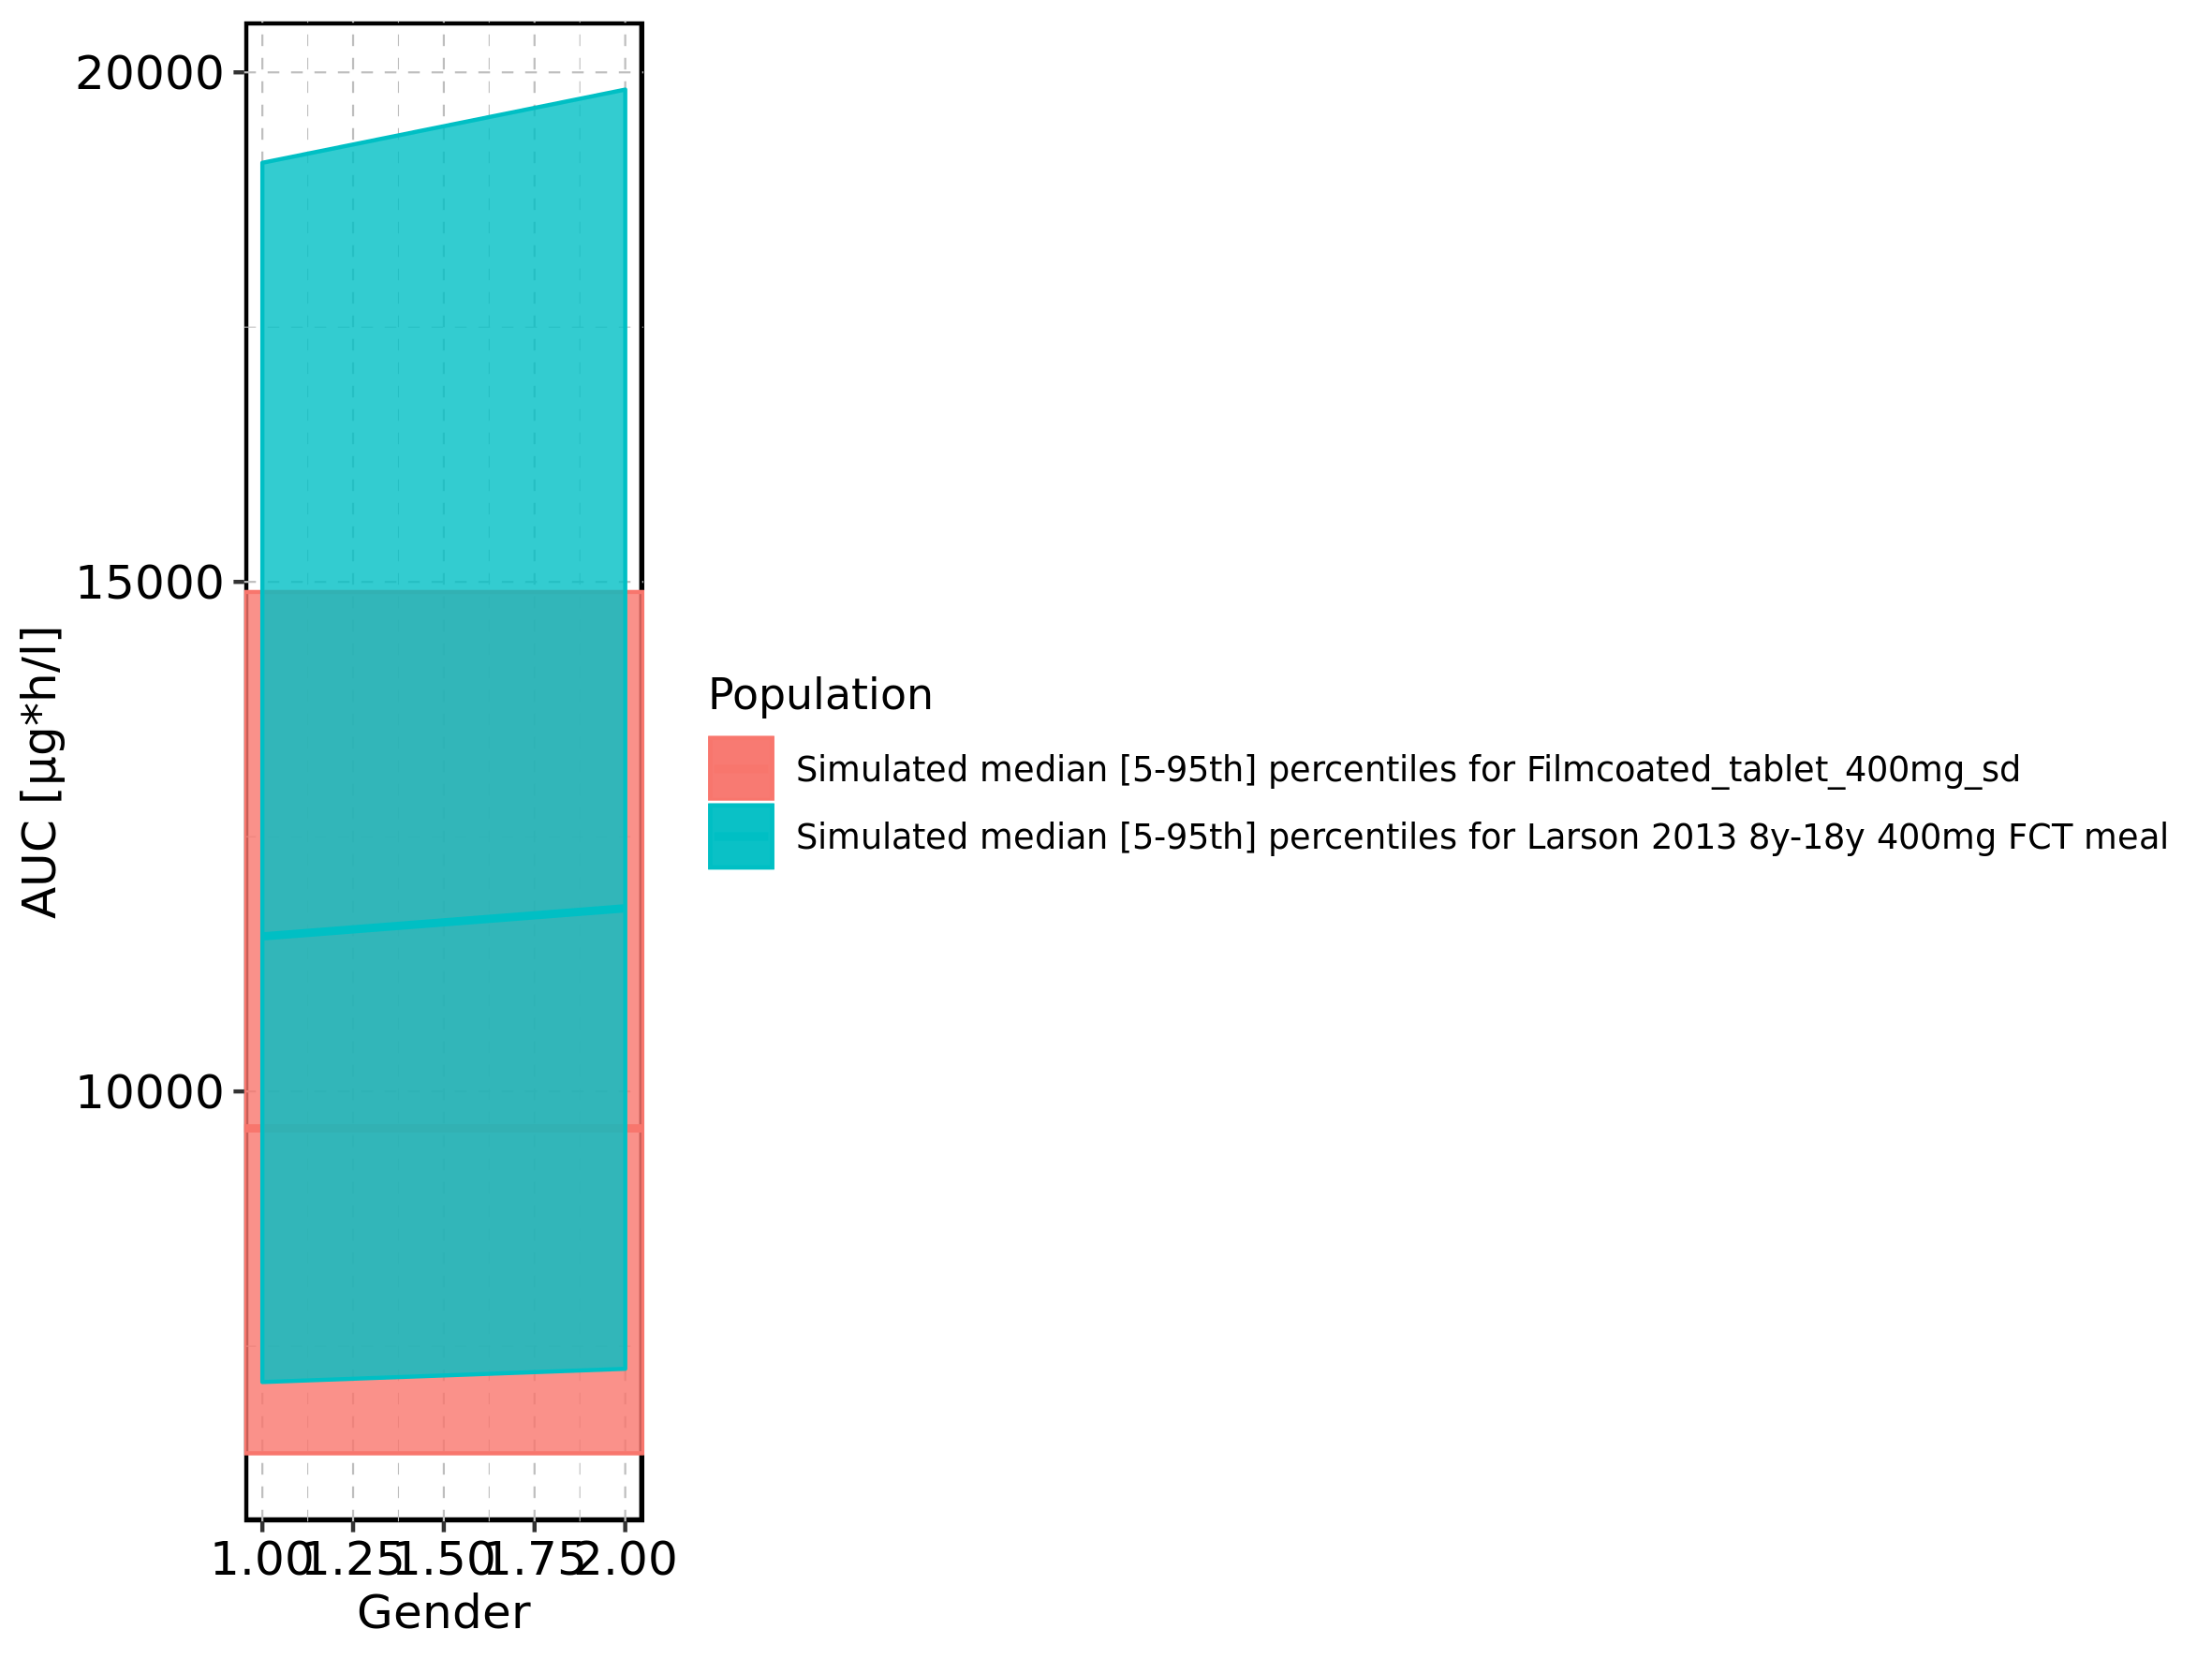 20000
15000
10000
AUC [µg*h/l]
1.00 1.25 1.50 1.75 2.00
Gender
Population
Simulated median [5-95th] percentiles for Filmcoated_tablet_400mg_sd
Simulated median [5-95th] percentiles for Larson 2013 8y-18y 400mg FCT meal